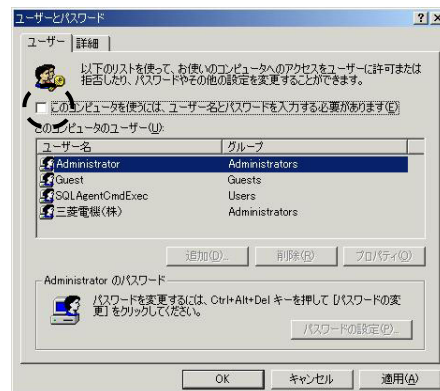 ユーザーとパスワード
ユーザー 詳細
以下のリストを使って、お使いのコンピュータへのアクセスをユーザーに許可または
拒否したり、パスワードやその他の設定を変更することができます。
このコンピュータを使うには、ユーザー名とパスワードを入力する必要があります(E)
このコンピュータのユーザー(U):
ユーザー名 グループ
Administrator Administrators
Guest Guests
SQLAgentCmdExec Users
三菱電機(株) Administrators
追加(D)... 削除(R) プロパティ(O)
Administrator のパスワード
パスワードを変更するには、Ctrl+Alt+Del キーを押して [パスワードの変
更] をクリックしてください。
パスワードの設定(P)...
OK キャンセル 適用(A)